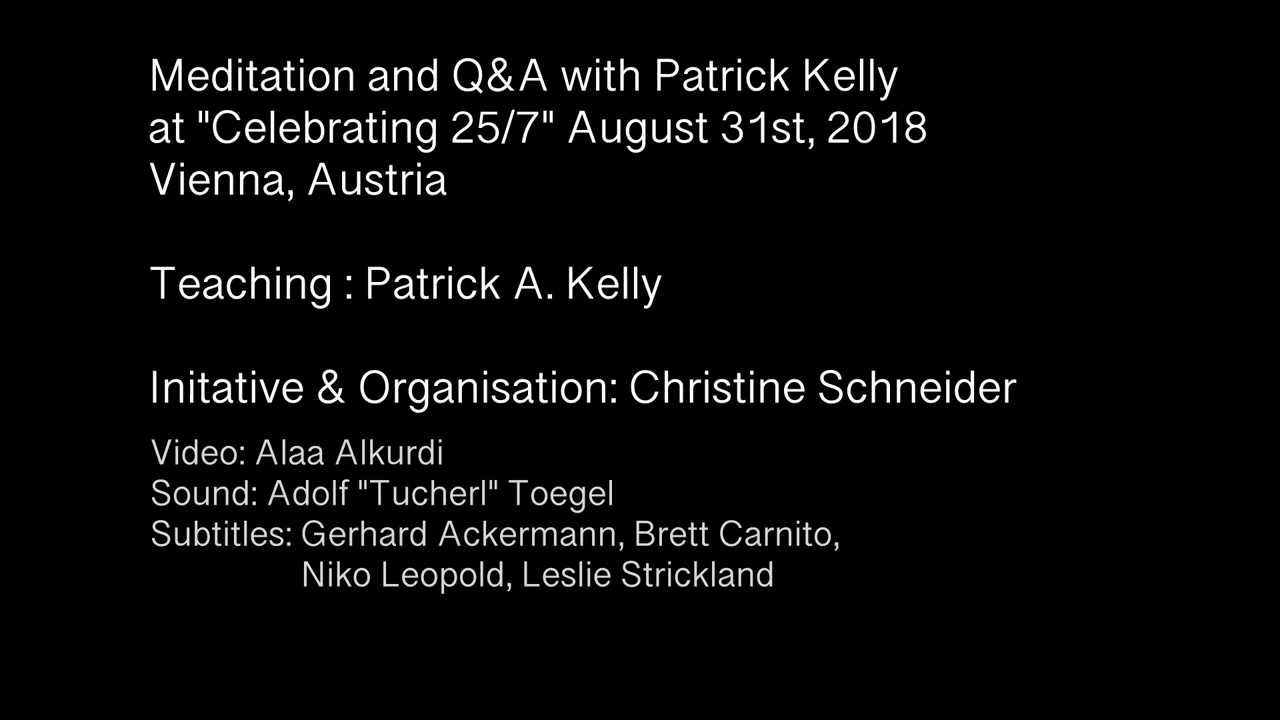 Meditation and Q&A with Patrick Kelly
at "Celebrating 25/7" August 31st, 2018
Vienna, Austria
Teaching : Patrick A. Kelly
Initative & Organisation: Christine Schneider
Video: Alaa Alkurdi
Sound: Adolf "Tucherl" Toegel
Subtitles: Gerhard Ackermann, Brett Carnito,
Niko Leopold, Leslie Strickland